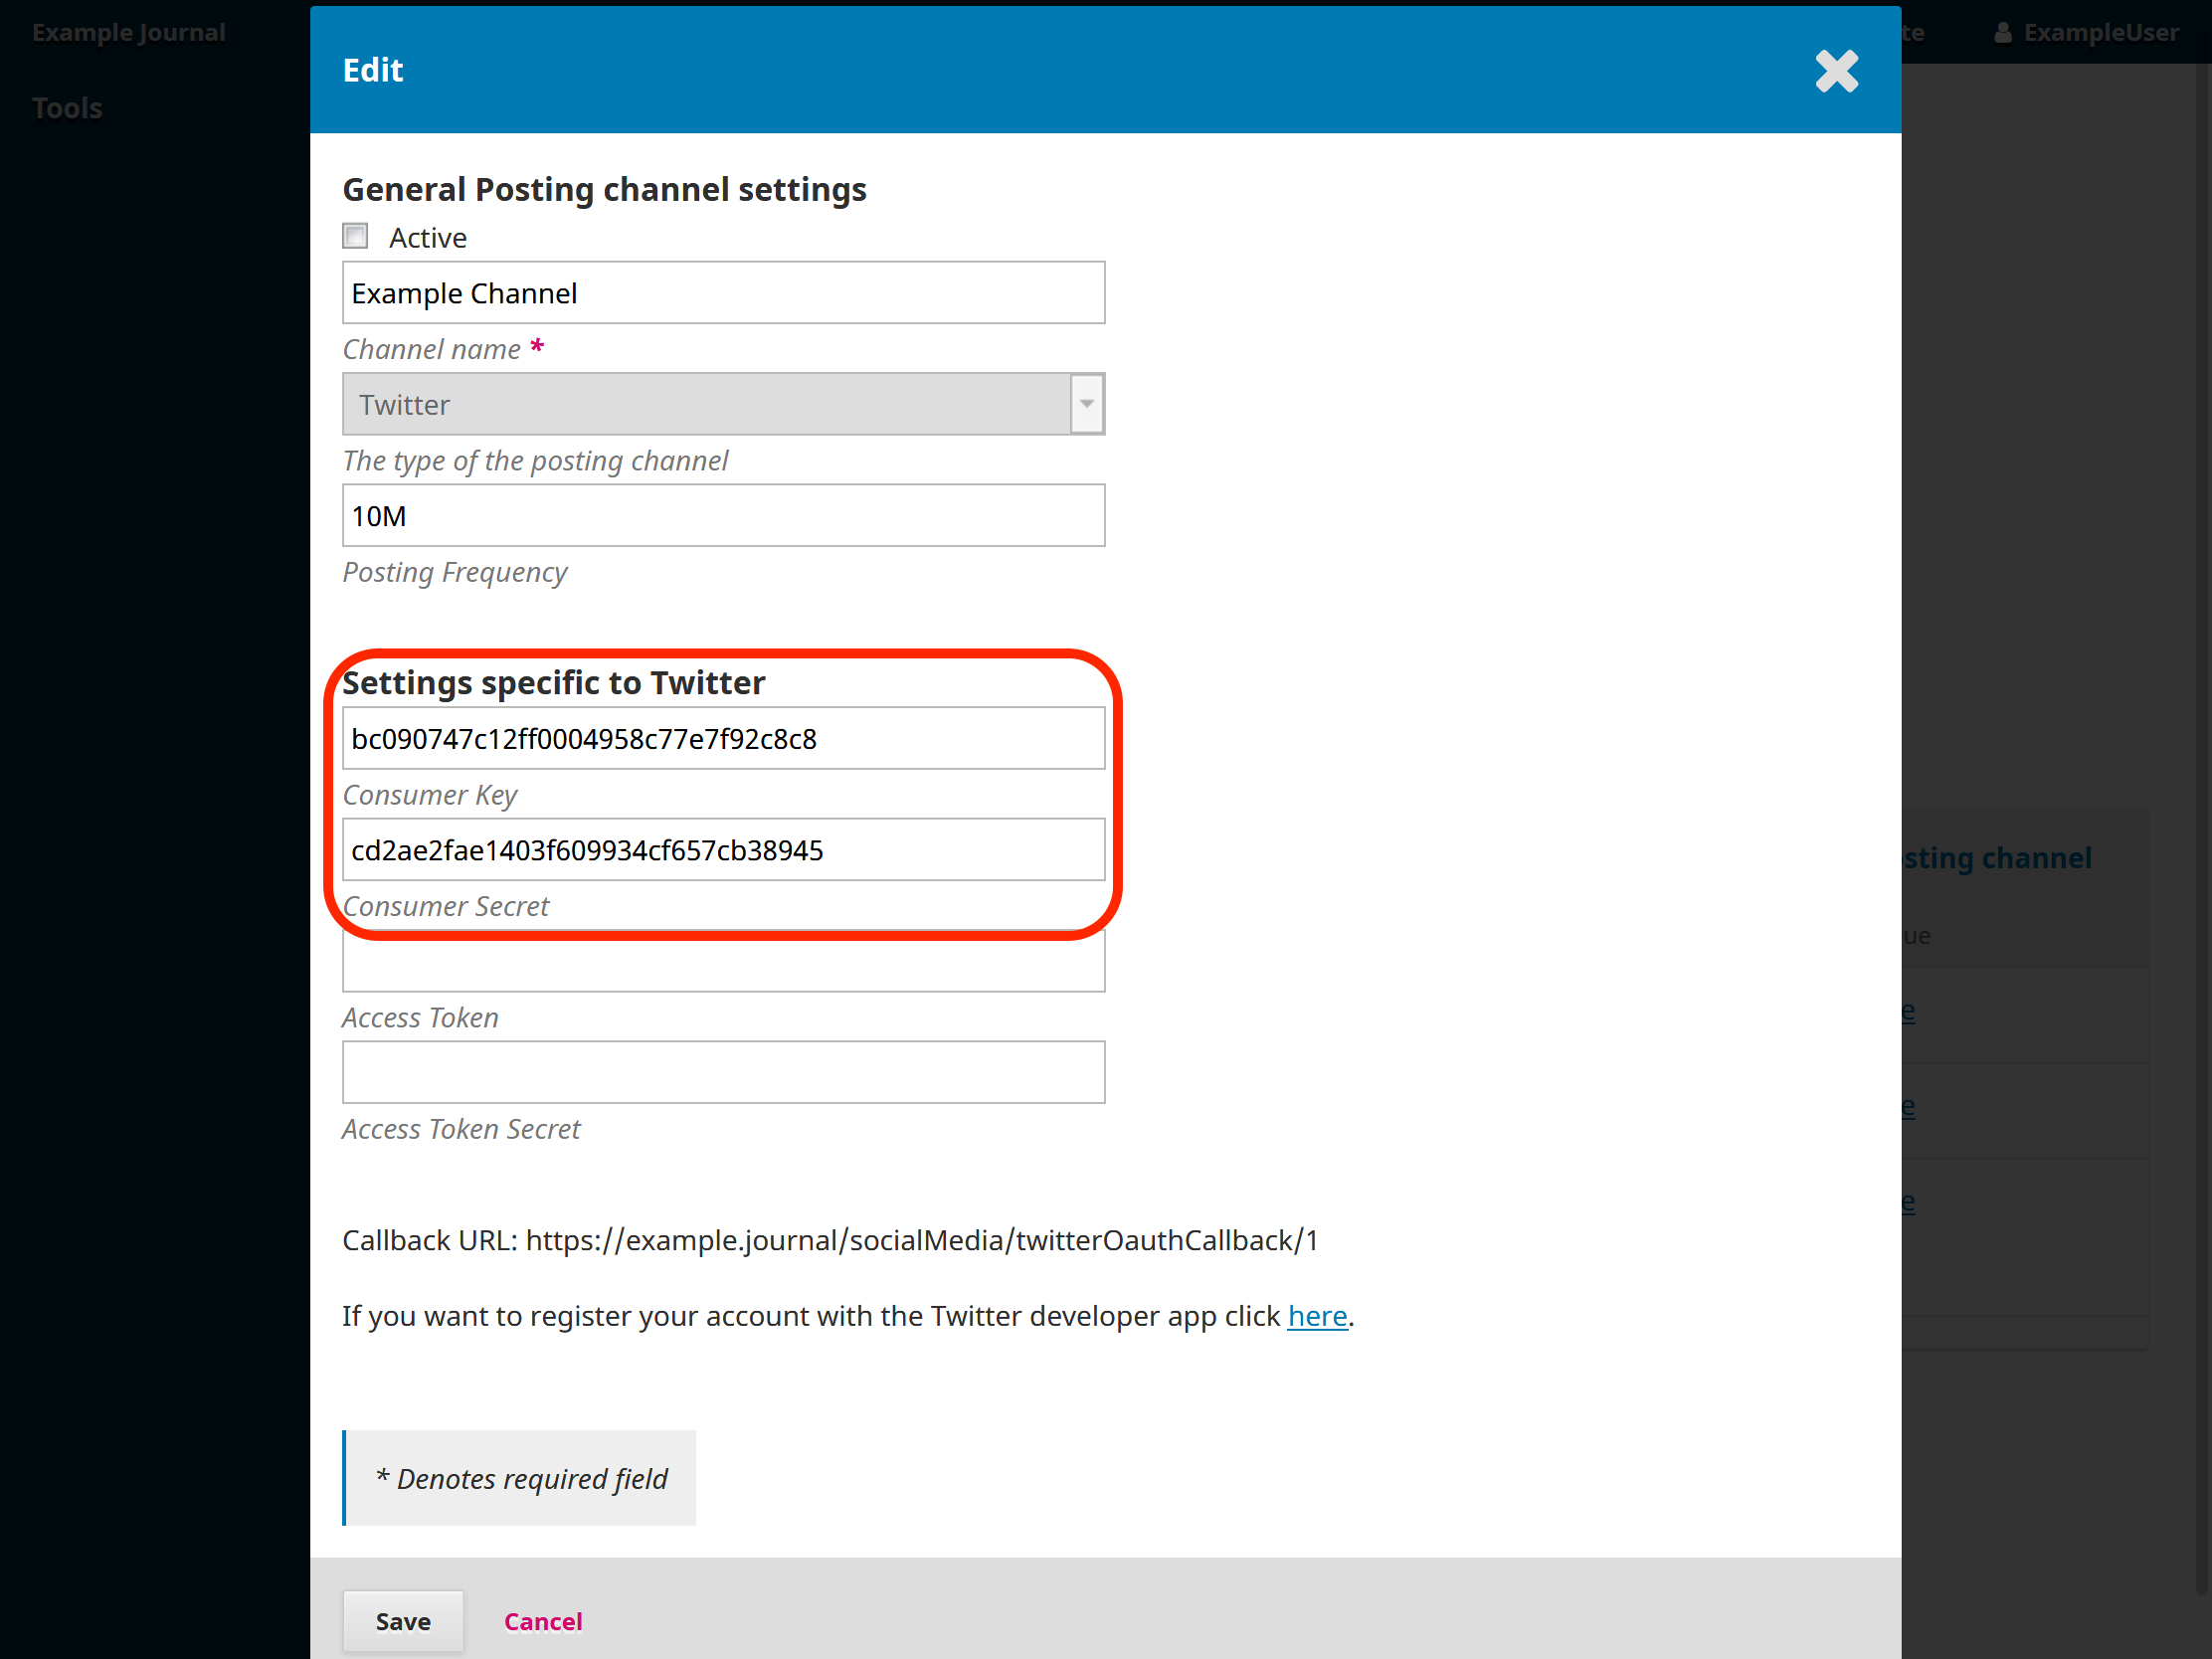 Example Journal
te
ExampleUser
Tools
Edit
General Posting channel settings
Active
Example Channel
Channel name *
Twitter
The type of the posting channel
10M
Posting Frequency
Settings specific to Twitter
bc090747c12ff0004958c77e7f92c8c8
Consumer Key
cd2ae2fae1403f609934cf657cb38945
Consumer Secret
Access Token
Access Token Secret
sting channel
ue
e
e
e
Callback URL: https://example.journal/socialMedia/twitterOauthCallback/1
If you want to register your account with the Twitter developer app click here.
* Denotes required field
Save
Cancel